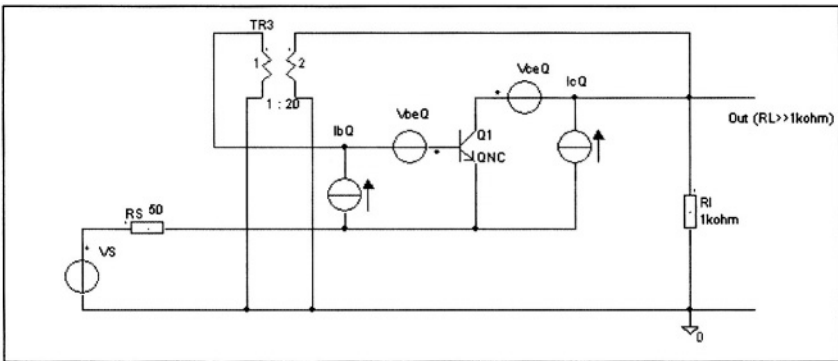 TR3
1 2
1 : 20
IbQ
VbeQ
VceQ
IcQ
Q1
QNC
Out (RL>>1kohm)
RS 50
VS
RI
1kohm
0